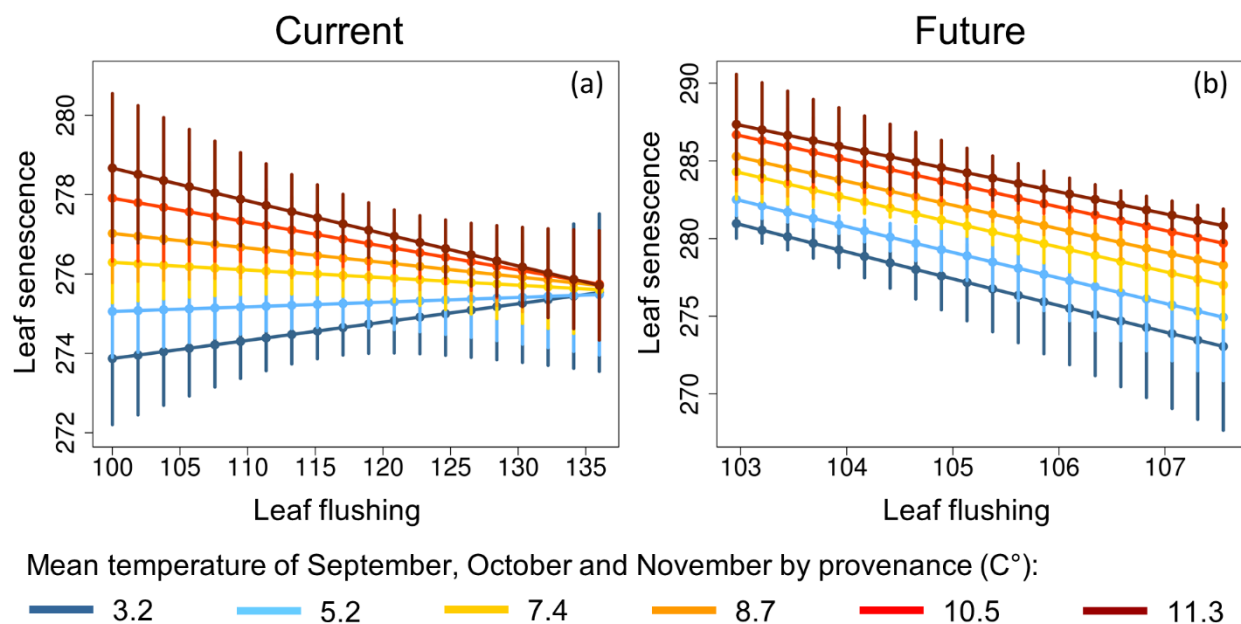 Current
Future
(a)
(b)
Leaf senescence
280
278
276
274
272
100 105 110 115 120 125 130 135
Leaf flushing
Leaf senescence
290
285
280
275
270
103 104 105 106 107
Leaf flushing
Mean temperature of September, October and November by provenance (C°):
3.2 5.2 7.4 8.7 10.5 11.3